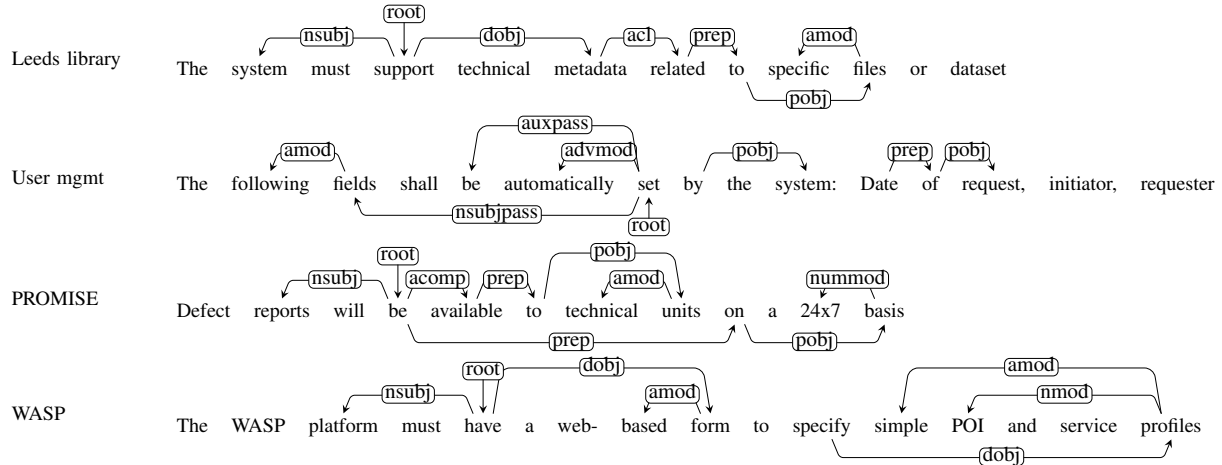 root
nsubj dobj acl prep amod
Leeds library The system must support technical metadata related to specific files or dataset
pobj
auxpass
amod advmod pobj prep pobj
User mgmt The following fields shall be automatically set by the system: Date of request, initiator, requester
nsubjpass
root
root pobj
nsubj acomp prep amod nummod
PROMISE Defect reports will be available to technical units on a 24x7 basis
prep pobj
root dobj amod
nsubj amod nmod
WASP The WASP platform must have a web- based form to specify simple POI and service profiles
dobj